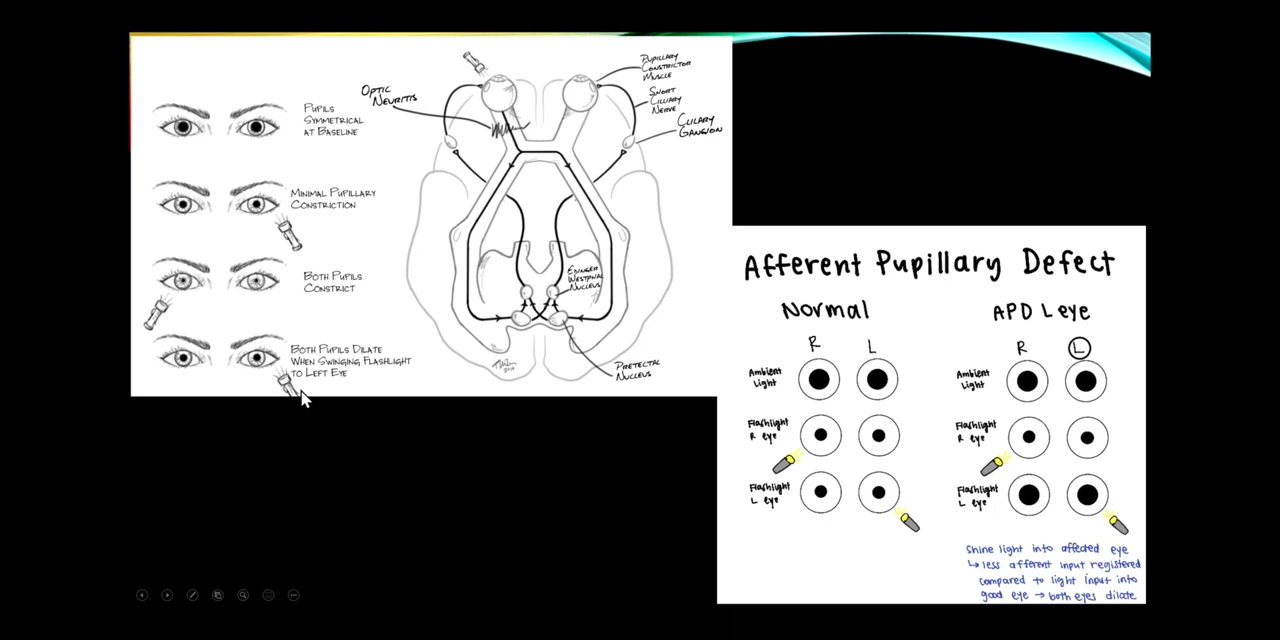 PUPILS
SYMMETRICAL
AT BASELINE
MINIMAL PUPILLARY
CONSTRICTION
BOTH PUPILS
CONSTRICT
BOTH PUPILS DILATE
WHEN SWINGING FLASHLIGHT
TO LEFT EYE
OPTIC
NEURITIS
PUPILLARY
CONSTRICTOR
MUSCLE
SHORT
CILIARY
NERVE
CILIARY
GANGION
EDINGER
WESTPHAL
NUCLEUS
PRETECTAL
NUCLEUS
Afferent Pupillary Defect
Normal
R L
Ambient
Light
Flashlight
R eye
Flashlight
L eye
APD L eye
R L
Ambient
Light
Flashlight
R eye
Flashlight
L eye
Shine light into affected eye
↳ less afferent input registered
compared to light input into
good eye → both eyes dilate